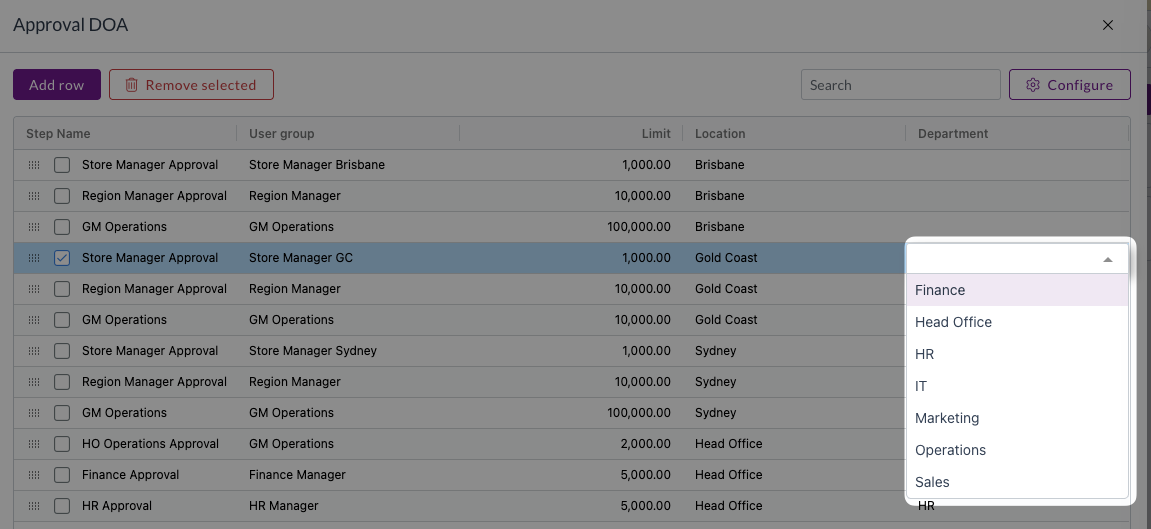 Approval DOA
Add row Remove selected Search Configure
Step Name User group Limit Location Department
Store Manager Approval Store Manager Brisbane 1,000.00 Brisbane
Region Manager Approval Region Manager 10,000.00 Brisbane
GM Operations GM Operations 100,000.00 Brisbane
Store Manager Approval Store Manager GC 1,000.00 Gold Coast
Region Manager Approval Region Manager 10,000.00 Gold Coast Finance
GM Operations GM Operations 10,000.00 Gold Coast Head Office
Store Manager Approval Store Manager Sydney 1,000.00 Sydney HR
Region Manager Approval Region Manager 10,000.00 Sydney IT
GM Operations GM Operations 100,000.00 Sydney Marketing
HO Operations Approval GM Operations 2,000.00 Head Office Operations
Finance Approval Finance Manager 5,000.00 Head Office Sales
HR Approval HR Manager 5,000.00 Head Office HR